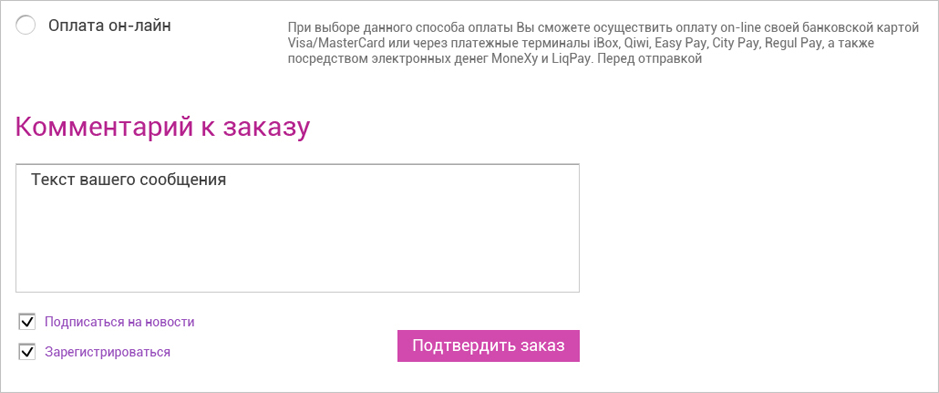 Оплата он-лайн
При выборе данного способа оплаты Вы сможете осуществить оплату on-line своей банковской картой
Visa/MasterCard или через платежные терминалы iBox, Qiwi, Easy Pay, City Pay, Regul Pay, а также
посредством электронных денег MoneXy и LiqPay. Перед отправкой
Комментарий к заказу
Текст вашего сообщения
Подписаться на новости
Зарегистрироваться
Подтвердить заказ